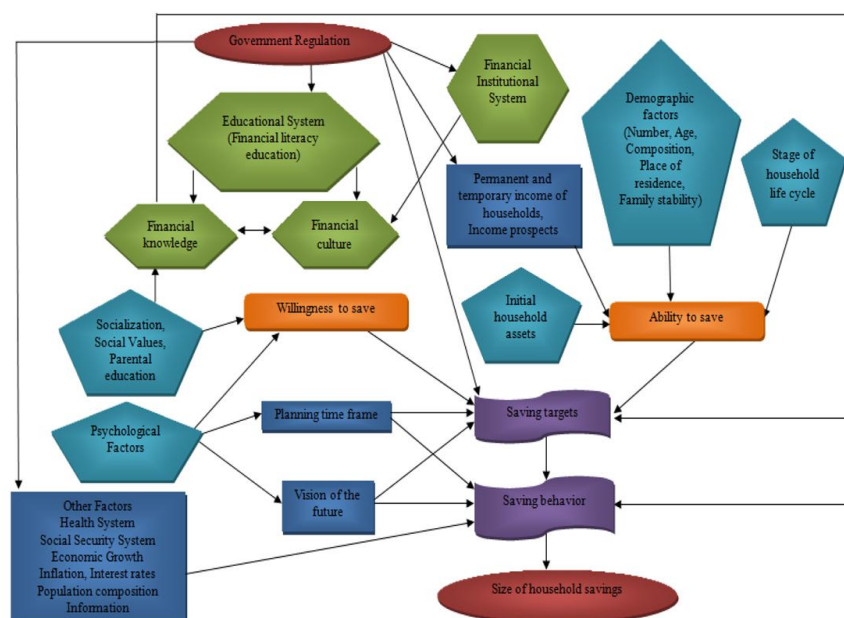 Government Regulation
Financial
Institutional
System
Educational System
(Financial literacy
education)
Demographic
factors
(Number, Age,
Composition,
Place of
residence,
Family stability)
Stage of
household
life cycle
Permanent and
temporary income of
households,
Income prospects
Financial
knowledge
Financial
culture
Willingness to save
Initial
household
assets
Ability to save
Socialization,
Social Values,
Parental
education
Psychological
Factors
Planning time frame
Saving targets
Vision of the
future
Saving behavior
Other Factors
Health System
Social Security System
Economic Growth
Inflation, Interest rates
Population composition
Information
Size of household savings